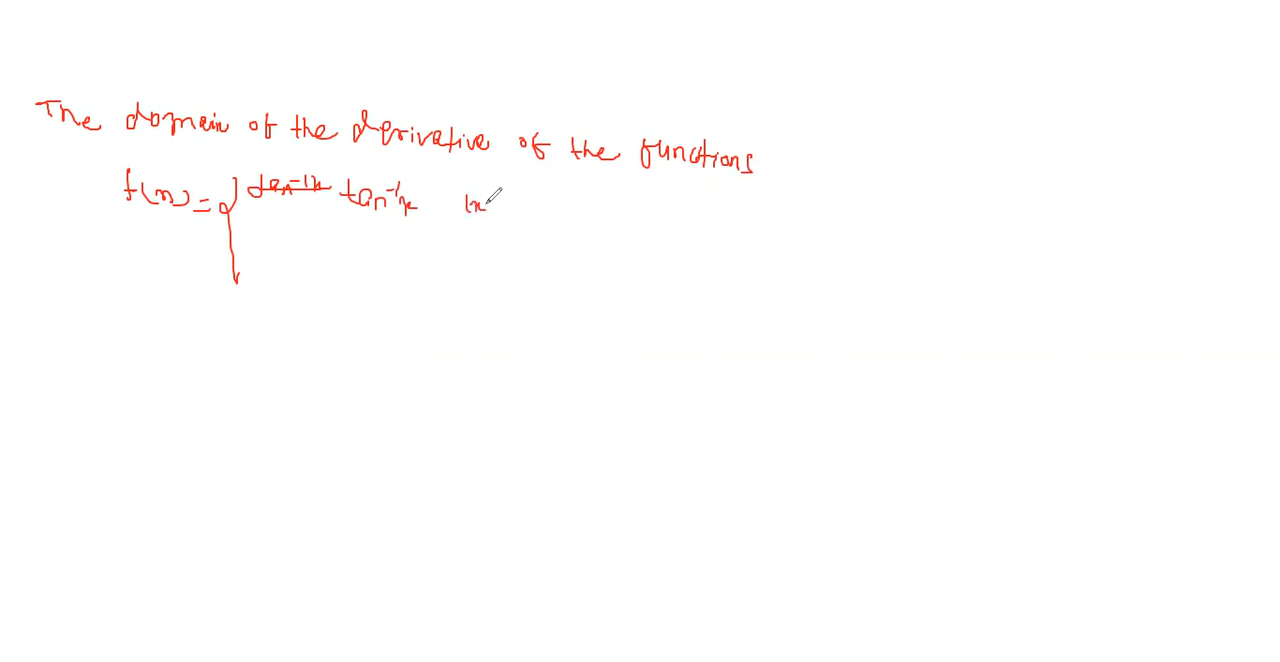 The domain of the derivative of the functions
f(x) = { tan⁻¹x |x